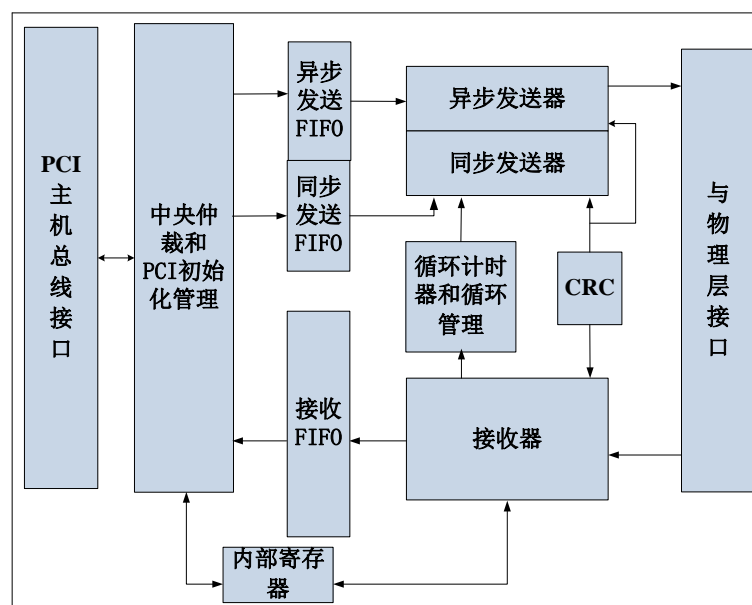 PCI
主
机
总
线
接
口
中央仲
裁和
PCI初始
化管理
异步
发送
FIFO
同步
发送
FIFO
接收
FIFO
内部寄存
器
异步发送器
同步发送器
循环计时
器和循环
管理
CRC
接收器
与
物
理
层
接
口